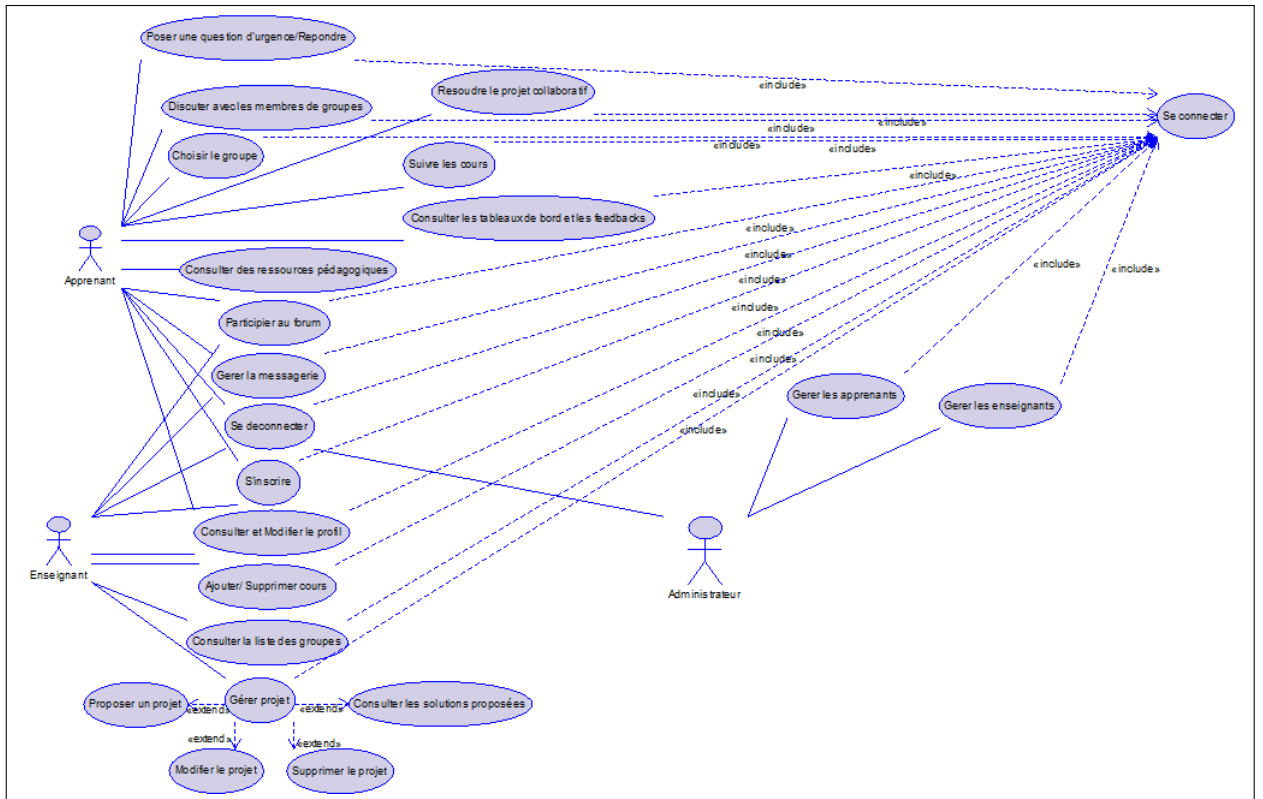 Poser une question d'urgence/Repondre
Resoudre le projet collaboratif
«include»
Discuter avec les membres de groupes
Se connecter
«include»
«include»
Choisir le groupe
«include»
«include»
Suivre les cours
«include»
Consulter les tableaux de bord et les feedbacks
«include»
«include»
Consulter des ressources pédagogiques
«include»
«include»
Apprenant
«include»
«include»
Participier au forum
«include»
«include»
Gerer la messagerie
«include»
Gerer les apprenants
Gerer les enseignants
Se deconnecter
«include»
S'inscrire
Consulter et Modifier le profil
Enseignant
Ajouter/ Supprimer cours
Administrateur
Consulter la liste des groupes
Proposer un projet
Gérer projet
Consulter les solutions proposées
«extend»
«extend»
«extend»
«extend»
Modifier le projet
Supprimer le projet